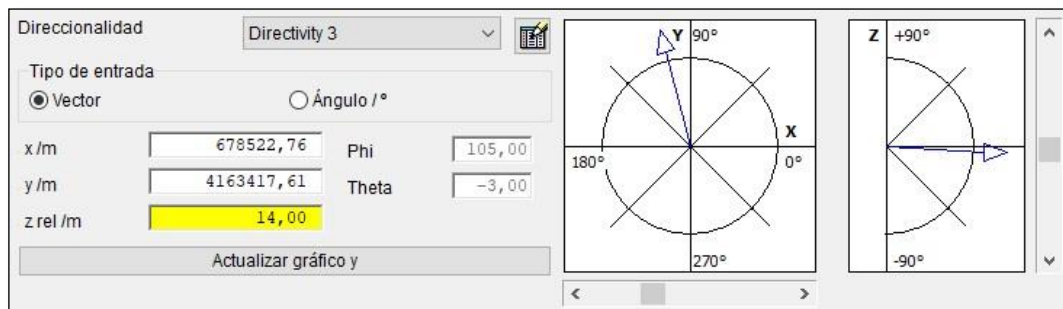 Direccionalidad Directivity 3
Tipo de entrada
Vector Ángulo / º
x /m 678522,76 Phi 105,00
y /m 4163417,61 Theta -3,00
z rel /m 14,00
Actualizar gráfico y
Y 90°
X
180° 0°
270°
Z +90°
-90°